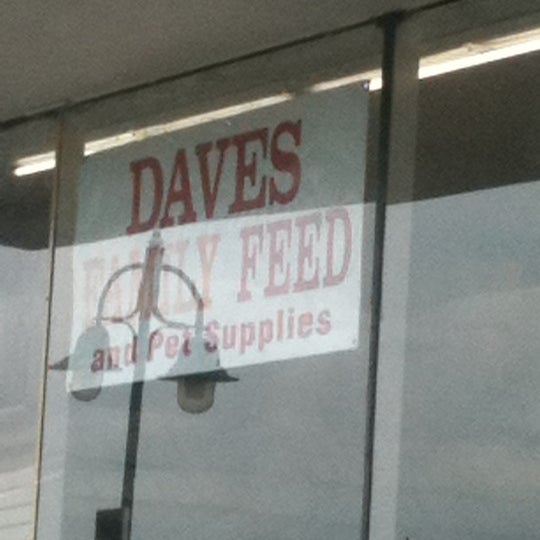 DAVES
FAMILY FEED
and Pet Supplies